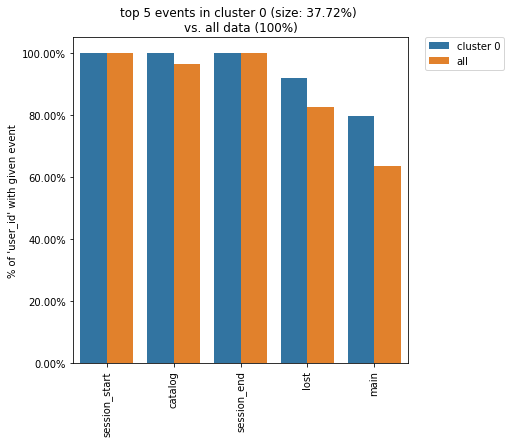 top 5 events in cluster 0 (size: 37.72%)
vs. all data (100%)
cluster 0
all
% of 'user_id' with given event
100.00%
80.00%
60.00%
40.00%
20.00%
0.00%
session_start
catalog
session_end
lost
main